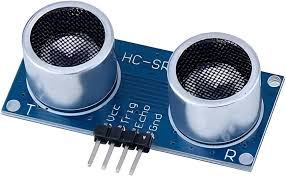 HC-SR
T
Vcc
Trig
Echo
Gnd
R